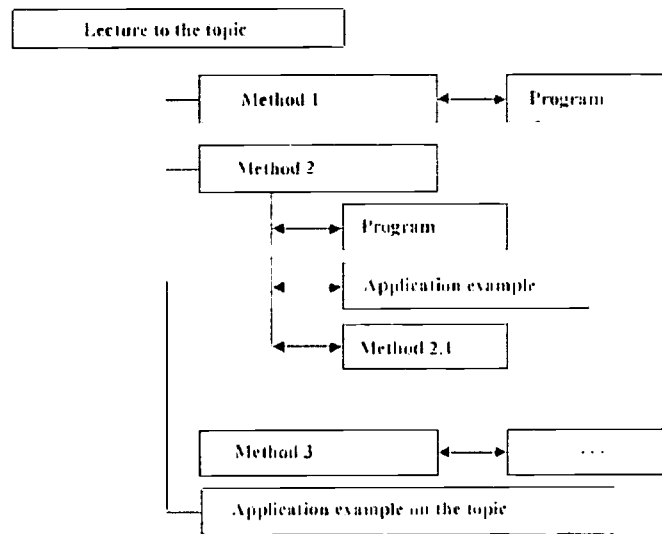 Lecture to the topic
Method 1
Program
Method 2
Program
Application example
Method 2.1
Method 3
...
Application example on the topic